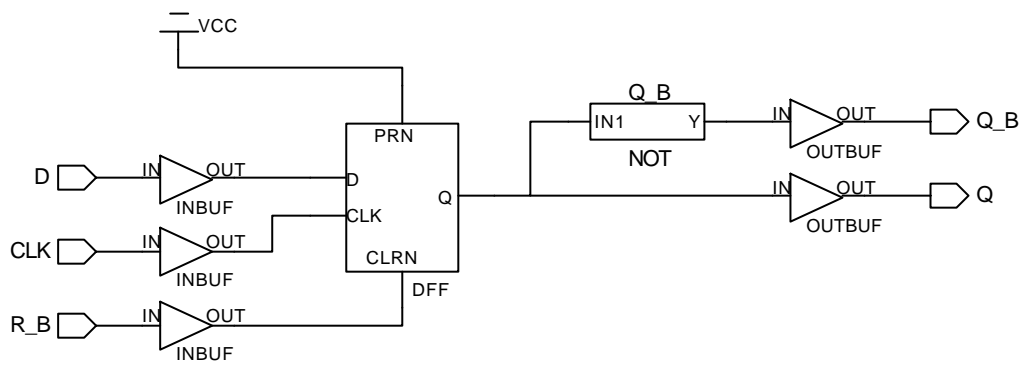 VCC
Q_B
IN1 Y
NOT
IN OUT
OUTBUF
Q_B
PRN
D
CLK
Q
CLRN
DFF
D
IN OUT
INBUF
CLK
IN OUT
INBUF
R_B
IN OUT
INBUF
IN OUT
OUTBUF
Q